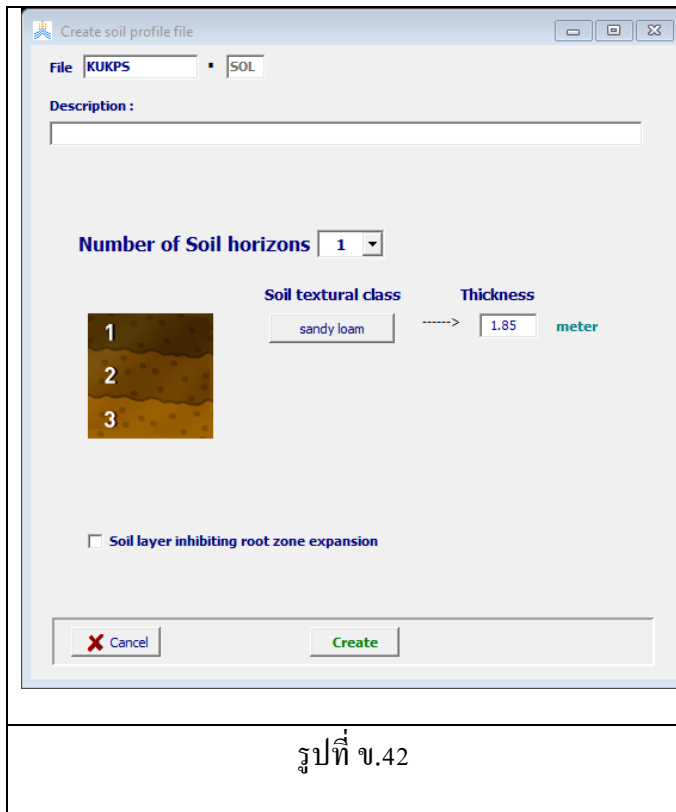 Create soil profile file
File KUKPS . SOL
Description :
Number of Soil horizons 1
Soil textural class Thickness
sandy loam ------> 1.85 meter
1
2
3
Soil layer inhibiting root zone expansion
Cancel Create
รูปที่ ข.42